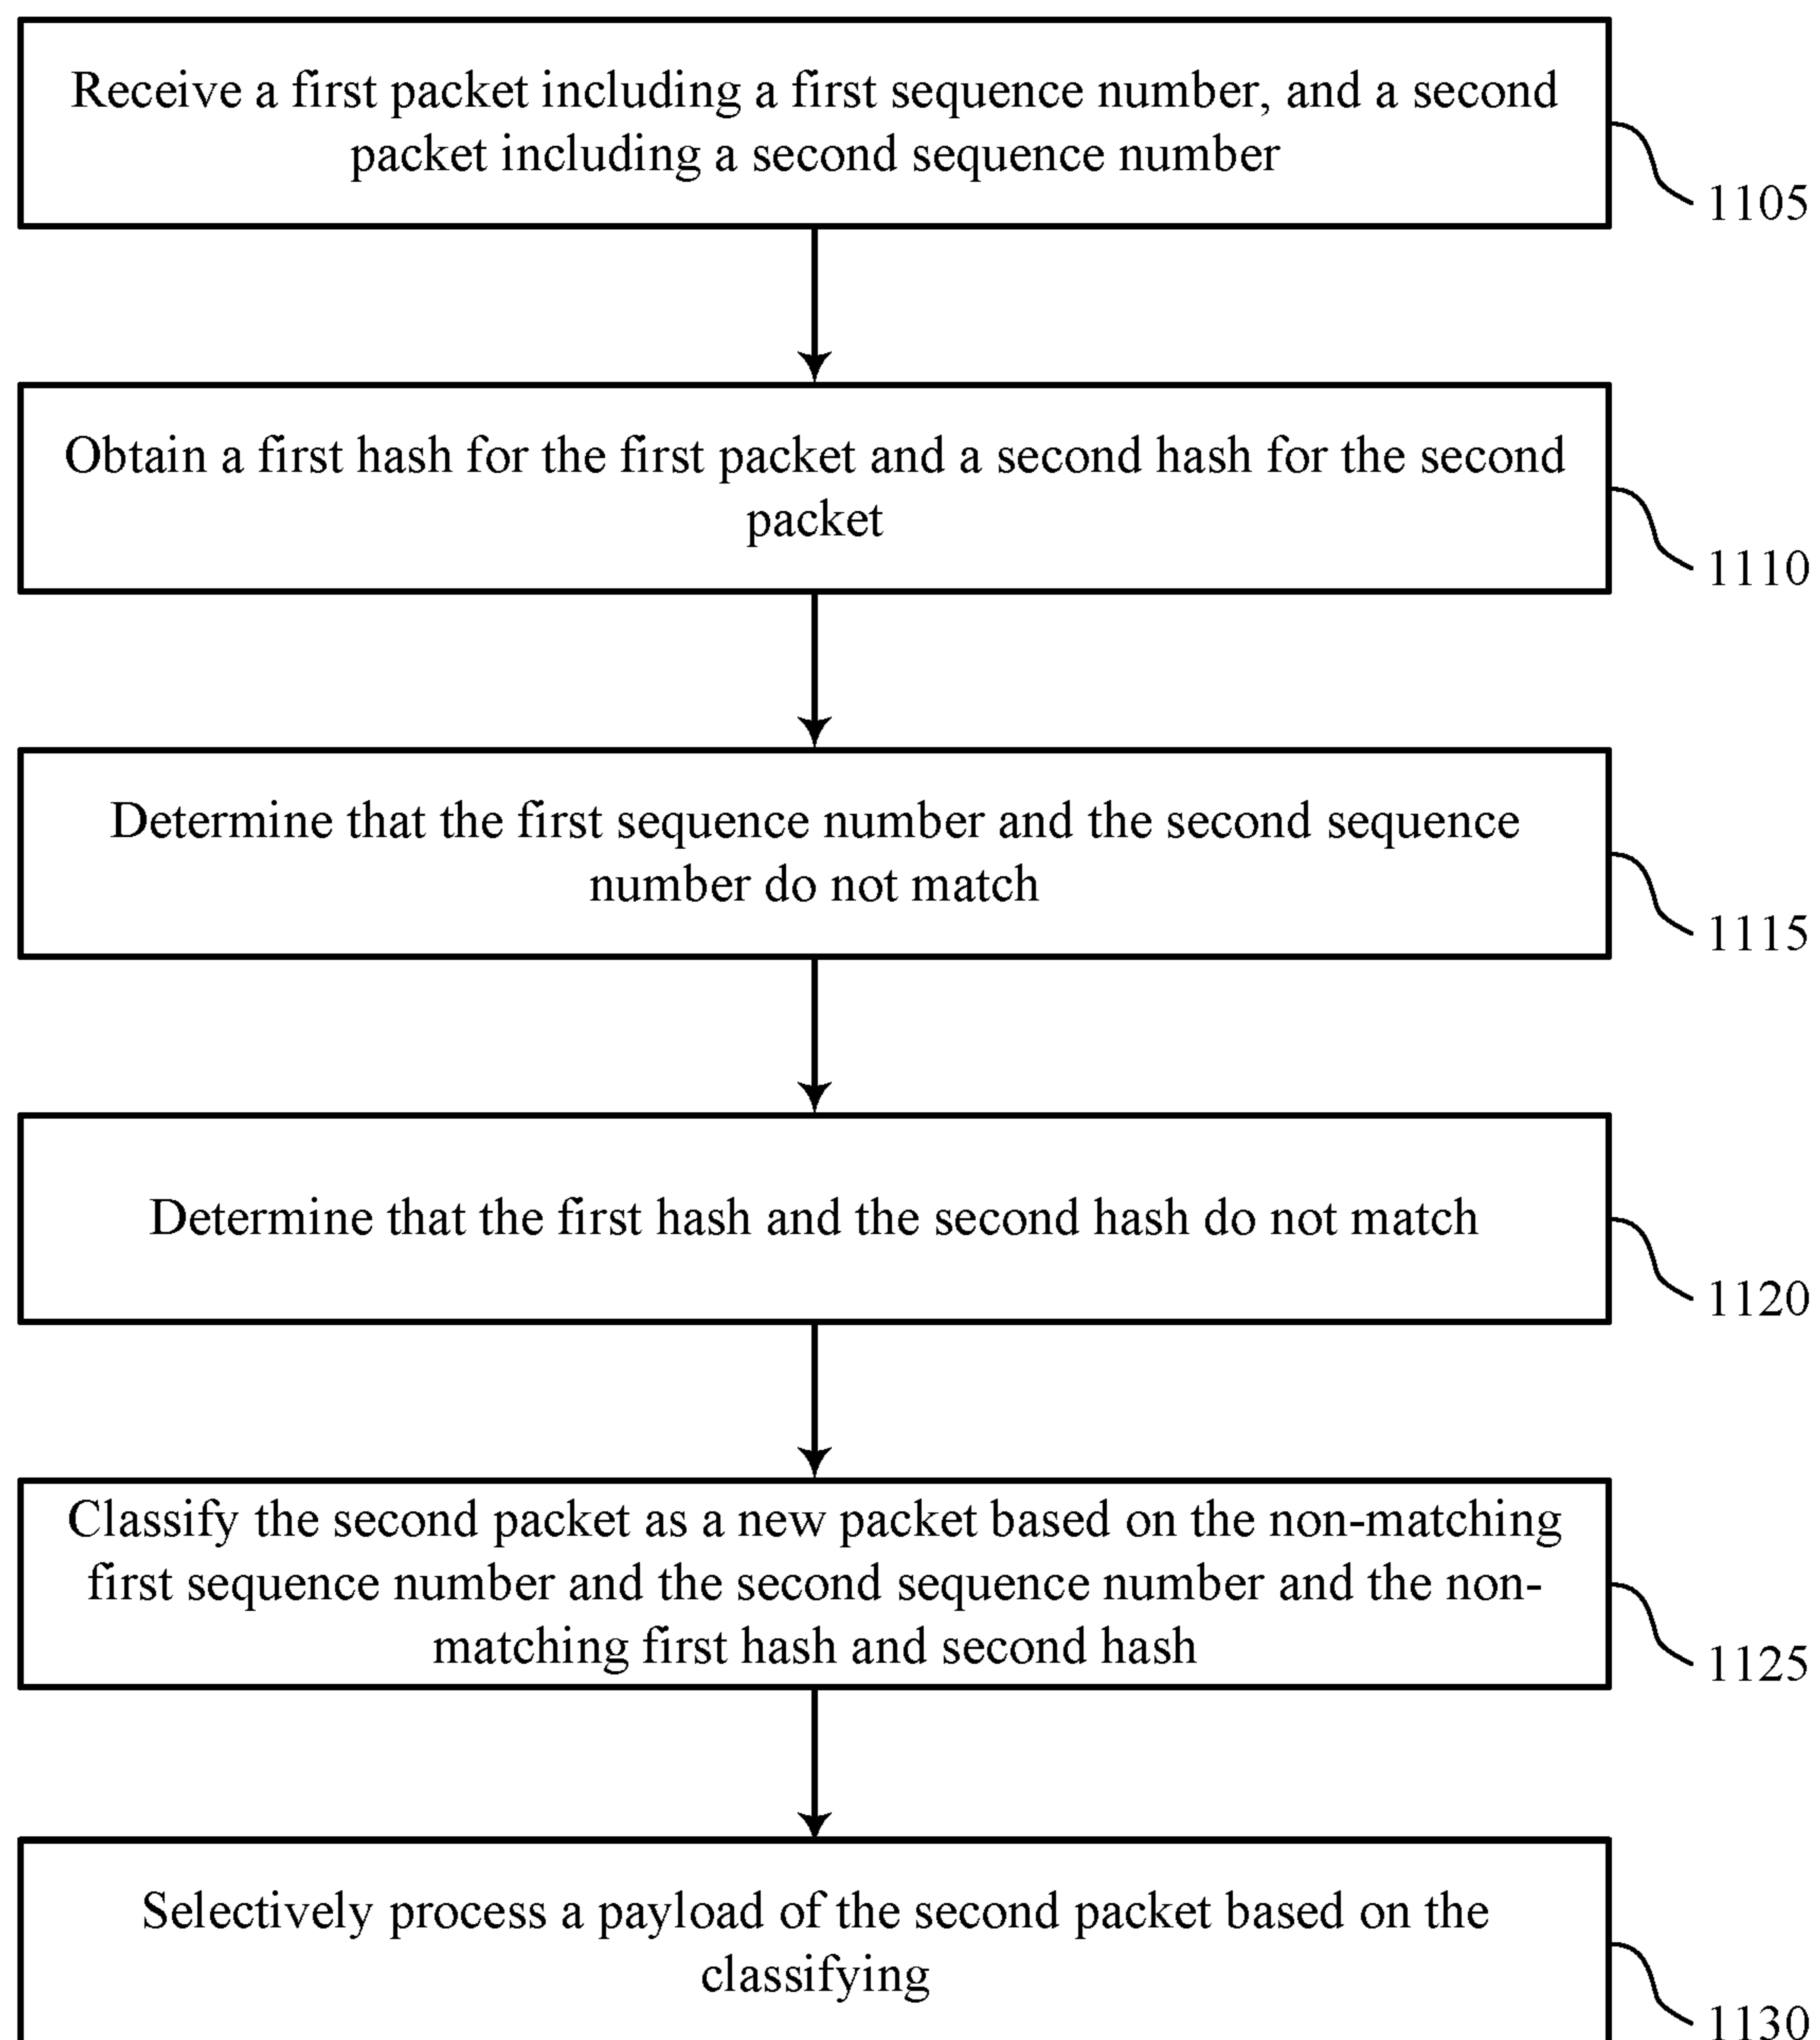 Receive a first packet including a first sequence number, and a second
packet including a second sequence number
1105
Obtain a first hash for the first packet and a second hash for the second
packet
1110
Determine that the first sequence number and the second sequence
number do not match
1115
Determine that the first hash and the second hash do not match
1120
Classify the second packet as a new packet based on the non-matching
first sequence number and the second sequence number and the non-
matching first hash and second hash
1125
Selectively process a payload of the second packet based on the
classifying
1130